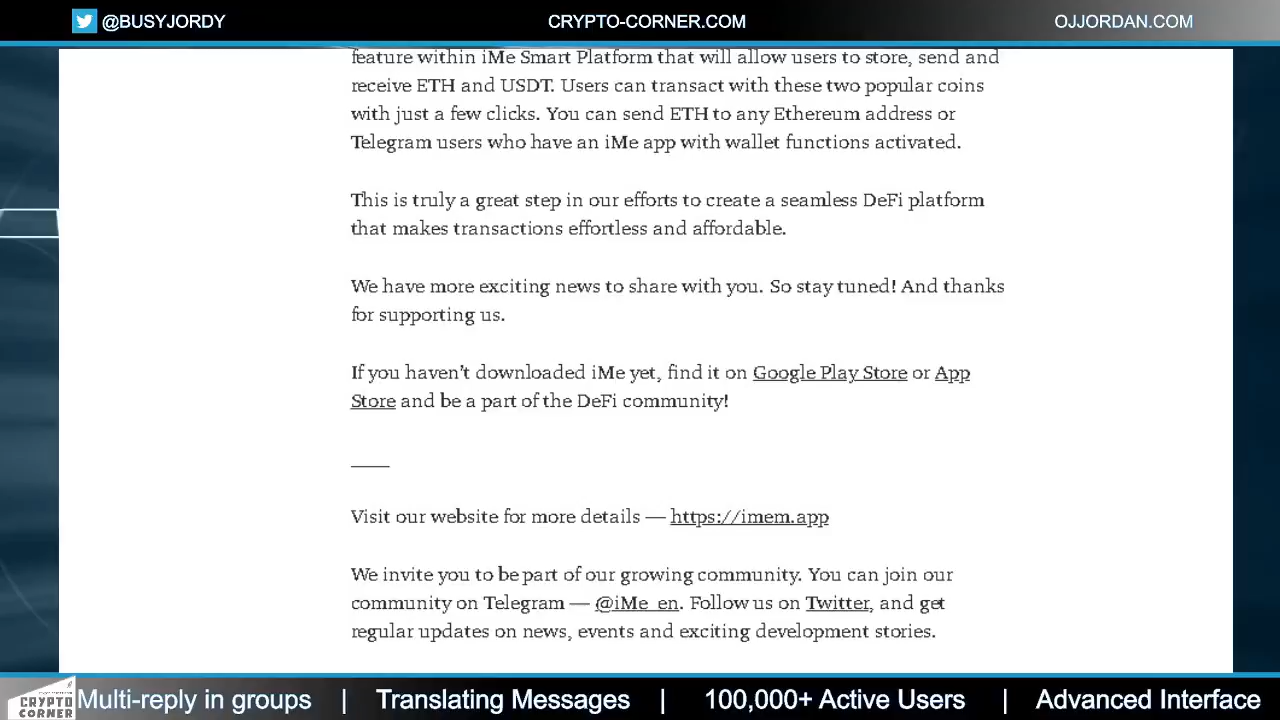 @BUSYJORDY
CRYPTO-CORNER.COM
OJJORDAN.COM
feature within iMe Smart Platform that will allow users to store, send and
receive ETH and USDT. Users can transact with these two popular coins
with just a few clicks. You can send ETH to any Ethereum address or
Telegram users who have an iMe app with wallet functions activated.
This is truly a great step in our efforts to create a seamless DeFi platform
that makes transactions effortless and affordable.
We have more exciting news to share with you. So stay tuned! And thanks
for supporting us.
If you haven’t downloaded iMe yet, find it on Google Play Store or App
Store and be a part of the DeFi community!
Visit our website for more details — https://imem.app
We invite you to be part of our growing community. You can join our
community on Telegram — @iMe_en. Follow us on Twitter, and get
regular updates on news, events and exciting development stories.
CRYPTO
CORNER
Multi-reply in groups | Translating Messages | 100,000+ Active Users | Advanced Interface